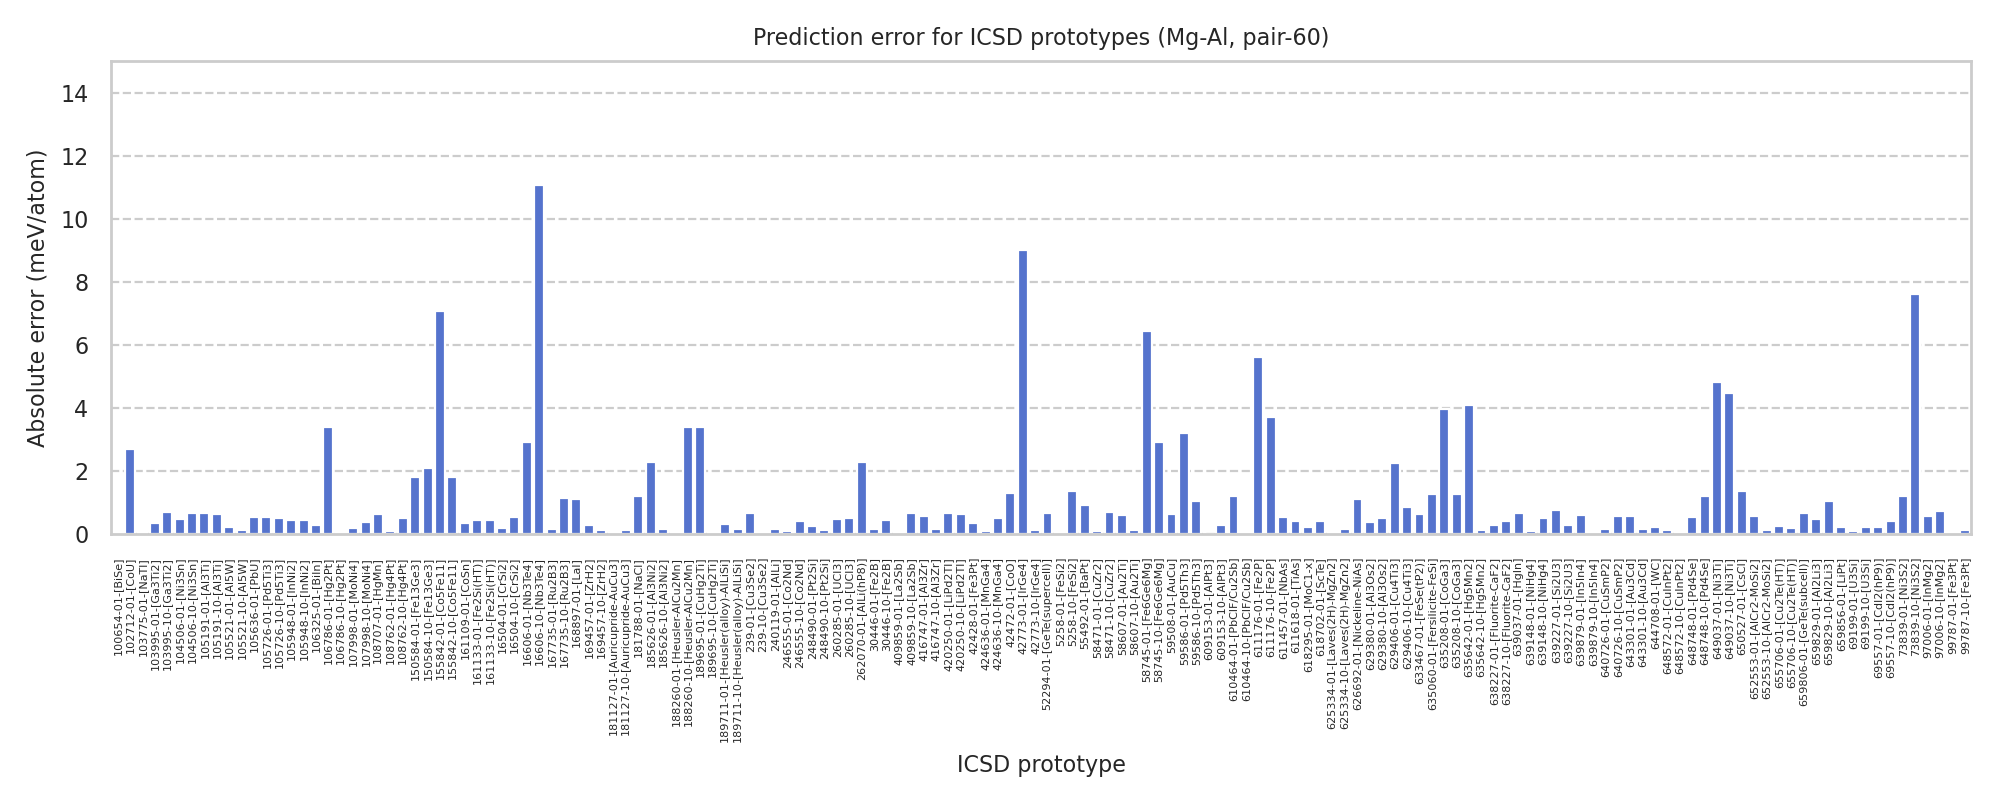 Prediction error for ICSD prototypes (Mg-Al, pair-60)
Absolute error (meV/atom)
14
12
10
8
6
4
2
0
100654-01-[BiSe]
102712-01-[CoU]
103775-01-[NaTl]
103995-01-[Ga3Ti2]
103995-10-[Ga3Ti2]
104506-01-[Ni3Sn]
104506-10-[Ni3Sn]
105191-01-[Al3Ti]
105191-10-[Al3Ti]
105521-01-[Al5W]
105521-10-[Al5W]
105636-01-[PbU]
105726-01-[Pd5Ti3]
105726-10-[Pd5Ti3]
105948-01-[InNi2]
105948-10-[InNi2]
106325-01-[BiIn]
106786-01-[Hg2Pt]
106786-10-[Hg2Pt]
107998-01-[MoNi4]
107998-10-[MoNi4]
108707-01-[HgMn]
108762-01-[Hg4Pt]
108762-10-[Hg4Pt]
150584-01-[Fe13Ge3]
150584-10-[Fe13Ge3]
155842-01-[Co5Fe11]
155842-10-[Co5Fe11]
161109-01-[CoSn]
161133-01-[Fe2Si(HT)]
161133-10-[Fe2Si(HT)]
16504-01-[CrSi2]
16504-10-[CrSi2]
16606-01-[Nb3Te4]
16606-10-[Nb3Te4]
167735-01-[Ru2B3]
167735-10-[Ru2B3]
168897-01-[LaI]
169457-01-[ZrH2]
169457-10-[ZrH2]
181127-01-[Auricupride-AuCu3]
181127-10-[Auricupride-AuCu3]
181788-01-[NaCl]
185626-01-[Al3Ni2]
185626-10-[Al3Ni2]
188260-01-[Heusler-AlCu2Mn]
188260-10-[Heusler-AlCu2Mn]
189695-01-[CuHg2Ti]
189695-10-[CuHg2Ti]
189711-01-[Heusler(alloy)-AlLiSi]
189711-10-[Heusler(alloy)-AlLiSi]
239-01-[Cu3Se2]
239-10-[Cu3Se2]
240119-01-[AlLi]
246555-01-[Co2Nd]
246555-10-[Co2Nd]
248490-01-[Pt2Si]
248490-10-[Pt2Si]
260285-01-[UCl3]
260285-10-[UCl3]
262070-01-[AlLi(hP8)]
30446-01-[Fe2B]
30446-10-[Fe2B]
409859-01-[La2Sb]
409859-10-[La2Sb]
416747-01-[Al3Zr]
416747-10-[Al3Zr]
420250-01-[LiPd2Tl]
420250-10-[LiPd2Tl]
42428-01-[Fe3Pt]
424636-01-[MnGa4]
424636-10-[MnGa4]
42472-01-[CoO]
42773-01-[IrGe4]
42773-10-[IrGe4]
52294-01-[GeTe(supercell)]
5258-01-[FeSi2]
5258-10-[FeSi2]
55492-01-[BaPt]
58471-01-[CuZr2]
58471-10-[CuZr2]
58607-01-[Au2Ti]
58607-10-[Au2Ti]
58745-01-[Fe6Ge6Mg]
58745-10-[Fe6Ge6Mg]
59508-01-[AuCu]
59586-01-[Pd5Th3]
59586-10-[Pd5Th3]
609153-01-[AlPt3]
609153-10-[AlPt3]
610464-01-[PbClF/Cu2Sb]
610464-10-[PbClF/Cu2Sb]
611176-01-[Fe2P]
611176-10-[Fe2P]
611457-01-[NbAs]
611618-01-[TiAs]
618295-01-[MoC1-x]
618702-01-[ScTe]
625334-01-[Laves(2H)-MgZn2]
625334-10-[Laves(2H)-MgZn2]
626692-01-[Nickeline-NiAs]
629380-01-[Al3Os2]
629380-10-[Al3Os2]
629406-01-[Cu4Ti3]
629406-10-[Cu4Ti3]
633467-01-[FeSe(tP2)]
635060-01-[Fersilicite-FeSi]
635208-01-[CoGa3]
635208-10-[CoGa3]
635642-01-[Hg5Mn2]
635642-10-[Hg5Mn2]
638227-01-[Fluorite-CaF2]
638227-10-[Fluorite-CaF2]
639037-01-[HgIn]
639148-01-[NiHg4]
639148-10-[NiHg4]
639227-01-[Si2U3]
639227-10-[Si2U3]
639879-01-[In5In4]
639879-10-[In5In4]
640726-01-[CuSmP2]
640726-10-[CuSmP2]
643301-01-[Au3Cd]
643301-10-[Au3Cd]
644708-01-[WC]
648572-01-[CuInPt2]
648572-10-[CuInPt2]
648748-01-[Pd4Se]
648748-10-[Pd4Se]
649037-01-[Ni3Ti]
649037-10-[Ni3Ti]
650527-01-[CsCl]
652553-01-[AlCr2-MoSi2]
652553-10-[AlCr2-MoSi2]
655706-01-[Cu2Te(HT)]
655706-10-[Cu2Te(HT)]
659806-01-[GeTe(subcell)]
659829-01-[Al2Li3]
659829-10-[Al2Li3]
659856-01-[LiPt]
69199-01-[U3Si]
69199-10-[U3Si]
69557-01-[CdI2(hP9)]
69557-10-[CdI2(hP9)]
73839-01-[Ni3S2]
73839-10-[Ni3S2]
97006-01-[InMg2]
97006-10-[InMg2]
99787-01-[Fe3Pt]
99787-10-[Fe3Pt]
ICSD prototype